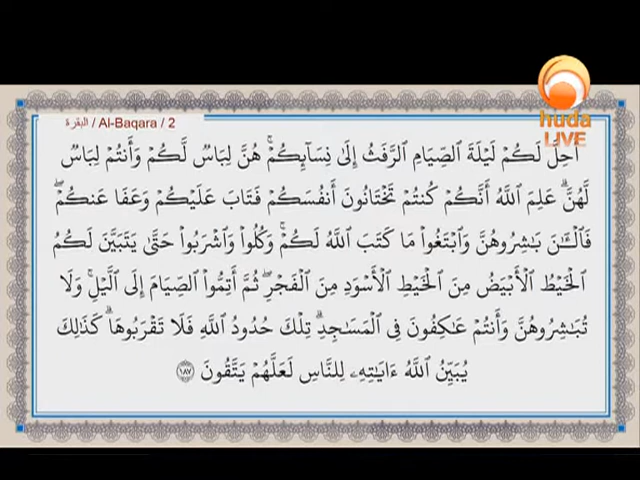 huda
LIVE
البقرة / Al-Baqara / 2
أُحِلَّ لَكُمْ لَيْلَةَ ٱلصِّيَامِ ٱلرَّفَثُ إِلَىٰ نِسَآئِكُمْ ۚ هُنَّ لِبَاسٌ لَّكُمْ وَأَنتُمْ لِبَاسٌ
لَّهُنَّ ۗ عَلِمَ ٱللَّهُ أَنَّكُمْ كُنتُمْ تَخْتَانُونَ أَنفُسَكُمْ فَتَابَ عَلَيْكُمْ وَعَفَا عَنكُمْ ۖ
فَٱلْـَٰٔنَ بَـٰشِرُوهُنَّ وَٱبْتَغُوا۟ مَا كَتَبَ ٱللَّهُ لَكُمْ ۚ وَكُلُوا۟ وَٱشْرَبُوا۟ حَتَّىٰ يَتَبَيَّنَ لَكُمُ
ٱلْخَيْطُ ٱلْأَبْيَضُ مِنَ ٱلْخَيْطِ ٱلْأَسْوَدِ مِنَ ٱلْفَجْرِ ۖ ثُمَّ أَتِمُّوا۟ ٱلصِّيَامَ إِلَى ٱلَّيْلِ ۚ وَلَا
تُبَـٰشِرُوهُنَّ وَأَنتُمْ عَـٰكِفُونَ فِى ٱلْمَسَـٰجِدِ ۗ تِلْكَ حُدُودُ ٱللَّهِ فَلَا تَقْرَبُوهَا ۗ كَذَٰلِكَ
يُبَيِّنُ ٱللَّهُ ءَايَـٰتِهِۦ لِلنَّاسِ لَعَلَّهُمْ يَتَّقُونَ ١٨٧